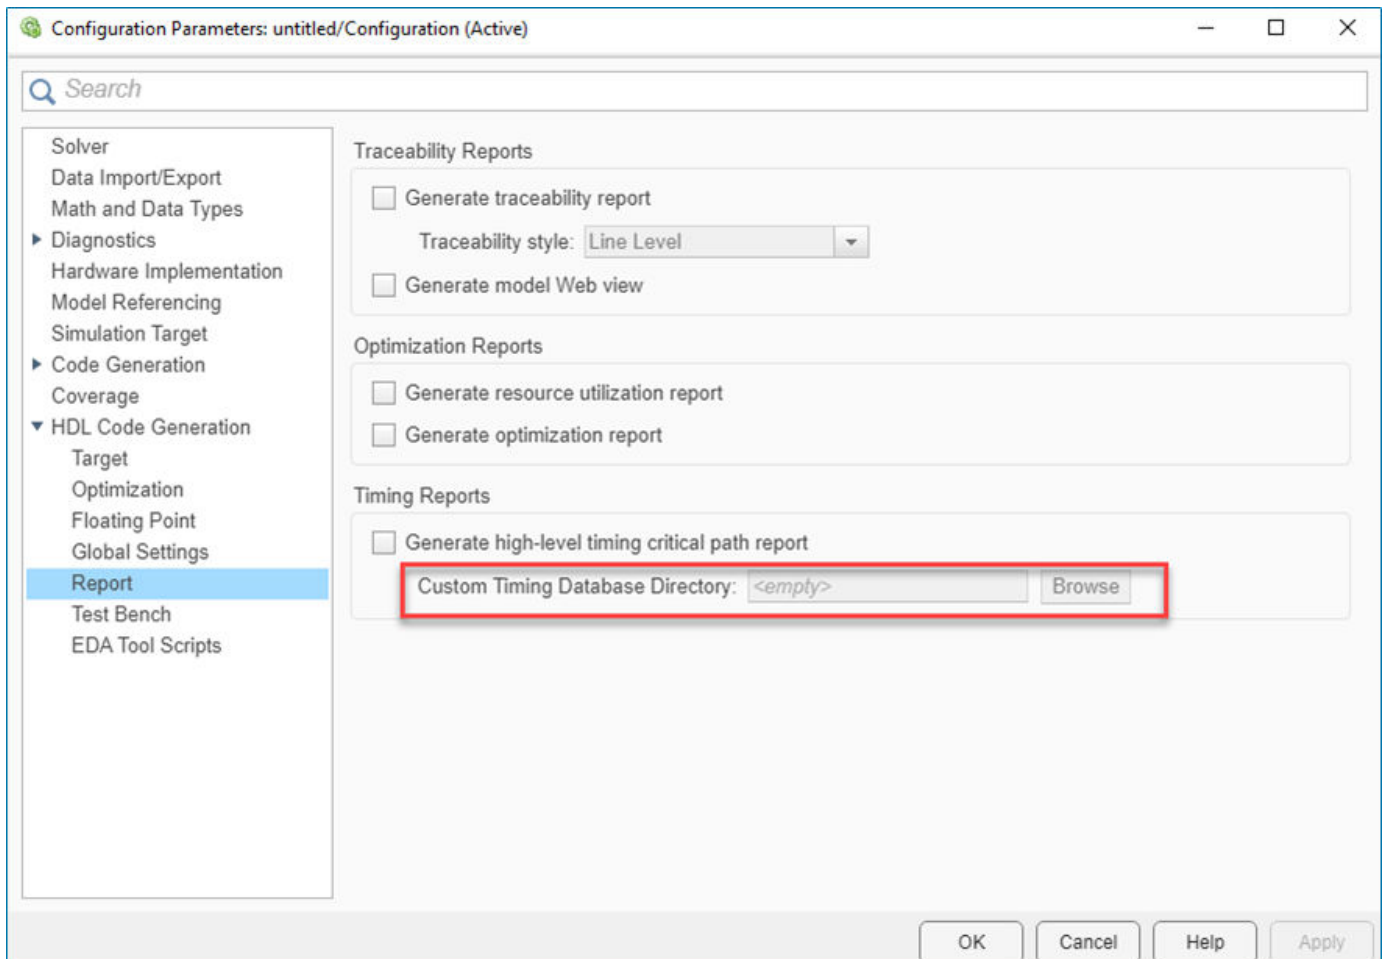 Configuration Parameters: untitled/Configuration (Active)
Search
Solver
Data Import/Export
Math and Data Types
Diagnostics
Hardware Implementation
Model Referencing
Simulation Target
Code Generation
Coverage
HDL Code Generation
Target
Optimization
Floating Point
Global Settings
Report
Test Bench
EDA Tool Scripts
Traceability Reports
Generate traceability report
Traceability style: Line Level
Generate model Web view
Optimization Reports
Generate resource utilization report
Generate optimization report
Timing Reports
Generate high-level timing critical path report
Custom Timing Database Directory: <empty> Browse
OK Cancel Help Apply